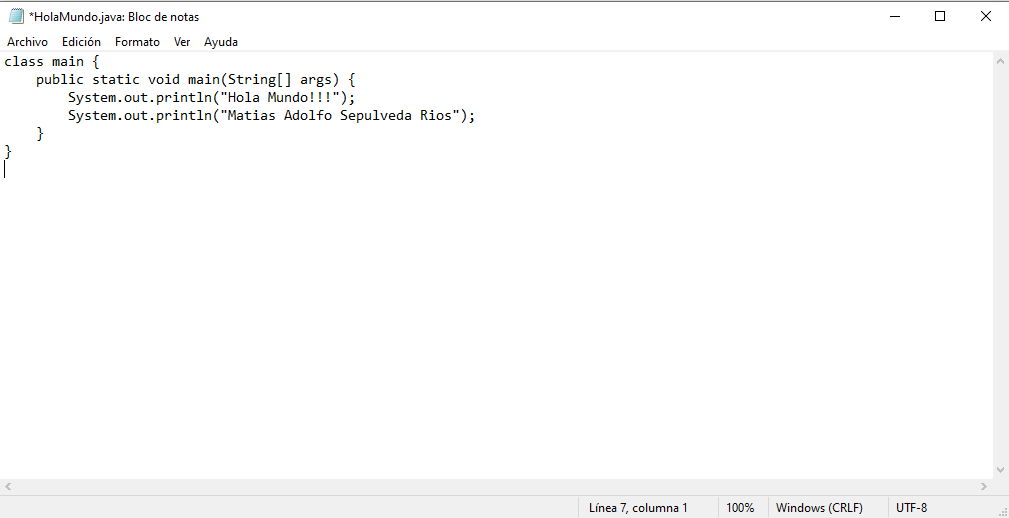 *HolaMundo.java: Bloc de notas
Archivo Edición Formato Ver Ayuda
class main {
    public static void main(String[] args) {
        System.out.println("Hola Mundo!!!");
        System.out.println("Matias Adolfo Sepulveda Rios");
    }
}
Línea 7, columna 1 100% Windows (CRLF) UTF-8